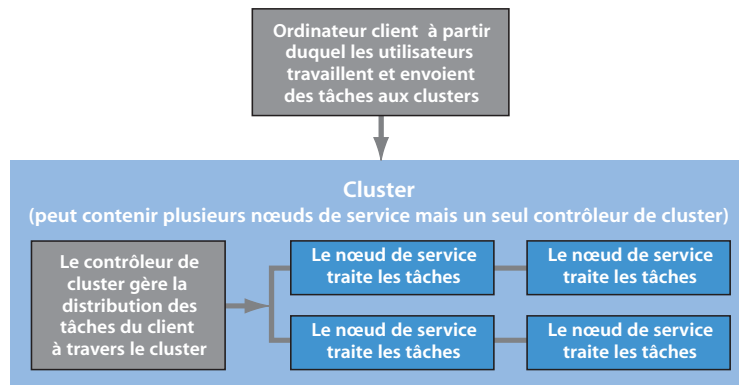 Ordinateur client à partir
duquel les utilisateurs
travaillent et envoient
des tâches aux clusters
Cluster
(peut contenir plusieurs nœuds de service mais un seul contrôleur de cluster)
Le contrôleur de
cluster gère la
distribution des
tâches du client
à travers le cluster
Le nœud de service
traite les tâches
Le nœud de service
traite les tâches
Le nœud de service
traite les tâches
Le nœud de service
traite les tâches